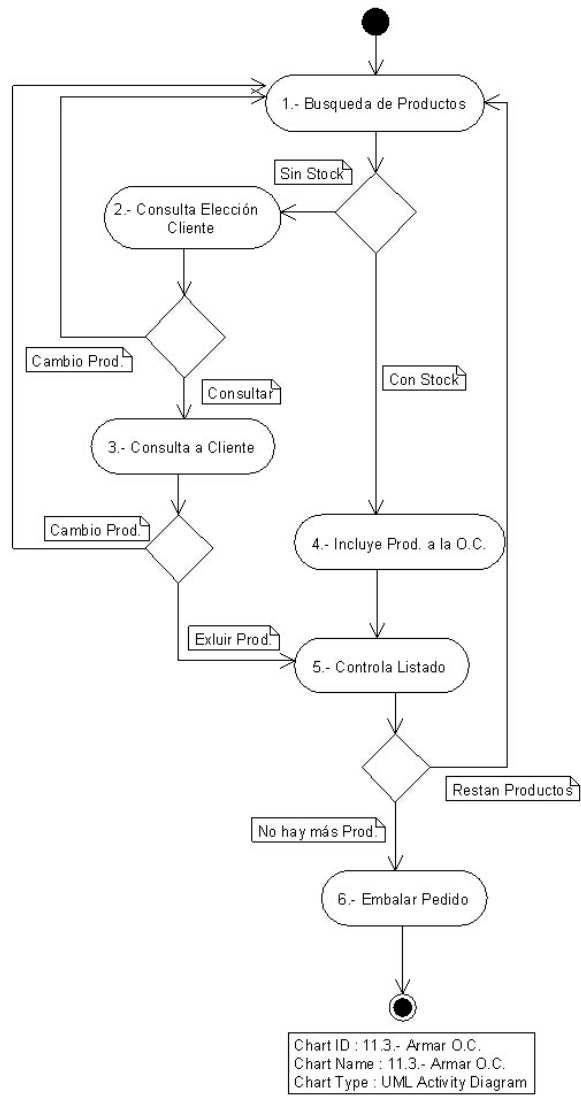 1.- Busqueda de Productos
Sin Stock
2.- Consulta Elección
Cliente
Cambio Prod.
Consultar
Con Stock
3.- Consulta a Cliente
Cambio Prod.
4.- Incluye Prod. a la O.C.
Exluir Prod.
5.- Controla Listado
Restan Productos
No hay más Prod.
6.- Embalar Pedido
Chart ID : 11.3.- Armar O.C.
Chart Name : 11.3.- Armar O.C.
Chart Type : UML Activity Diagram